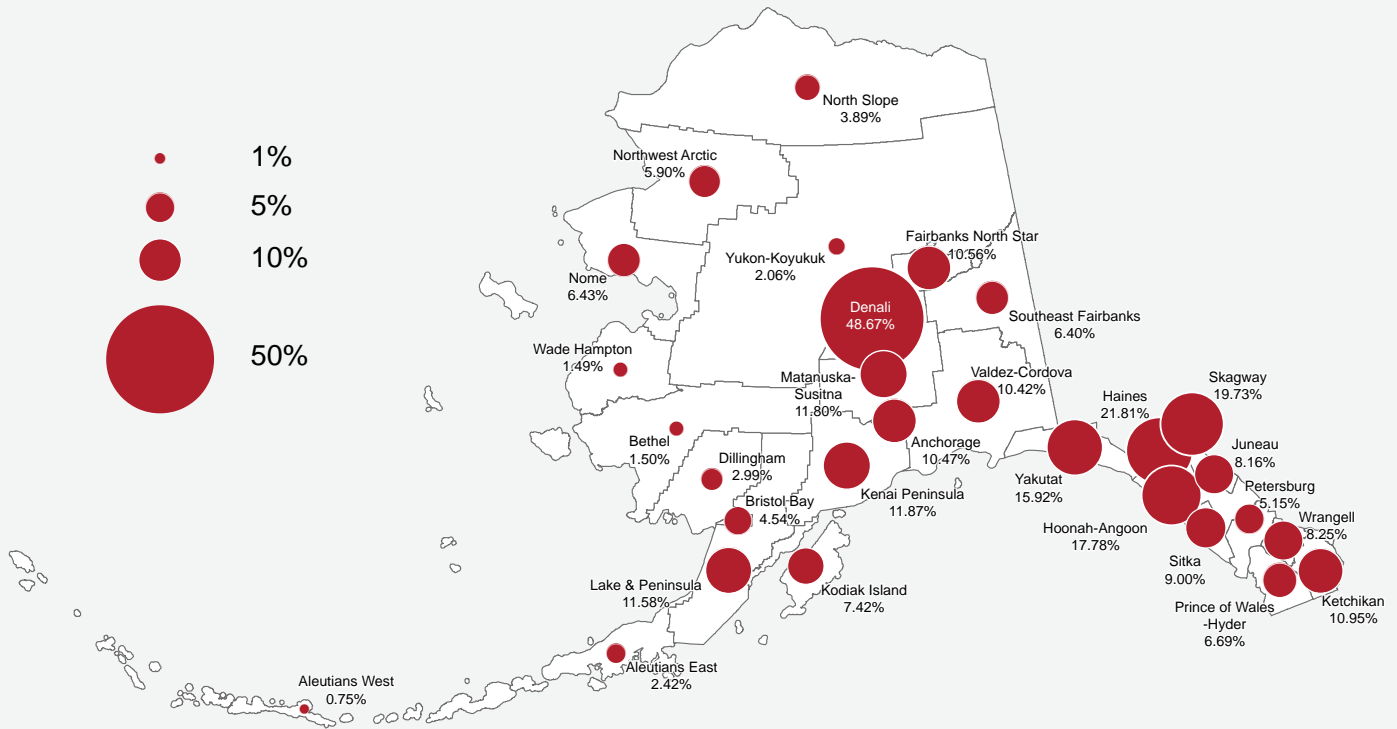 1%
5%
10%
50%
North Slope
3.89%
Northwest Arctic
5.90%
Nome
6.43%
Yukon-Koyukuk
2.06%
Fairbanks North Star
10.56%
Denali
48.67%
Southeast Fairbanks
6.40%
Wade Hampton
1.49%
Matanuska-
Susitna
11.80%
Valdez-Cordova
10.42%
Bethel
1.50%
Dillingham
2.99%
Anchorage
10.47%
Bristol Bay
4.54%
Kenai Peninsula
11.87%
Lake & Peninsula
11.58%
Kodiak Island
7.42%
Aleutians East
2.42%
Aleutians West
0.75%
Yakutat
15.92%
Haines
21.81%
Skagway
19.73%
Juneau
8.16%
Hoonah-Angoon
17.78%
Petersburg
5.15%
Sitka
9.00%
Wrangell
8.25%
Prince of Wales
-Hyder
6.69%
Ketchikan
10.95%